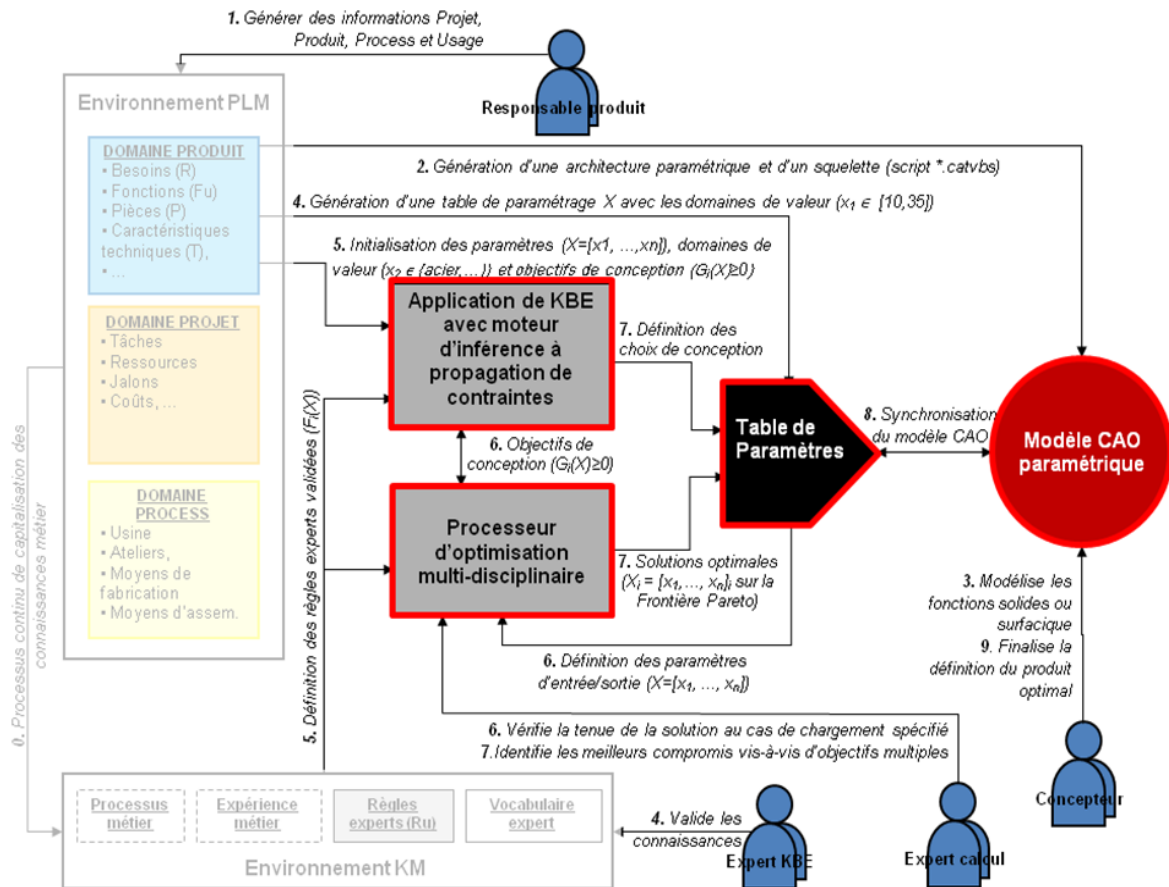 1. Générer des informations Projet,
Produit, Process et Usage
Responsable produit
Environnement PLM
DOMAINE PRODUIT
▪ Besoins (R)
▪ Fonctions (Fu)
▪ Pièces (P)
▪ Caractéristiques
techniques (T),
▪ ...
DOMAINE PROJET
▪ Tâches
▪ Ressources
▪ Jalons
▪ Coûts, ...
DOMAINE
PROCESS
▪ Usine
▪ Ateliers,
▪ Moyens de
fabrication
▪ Moyens d'assem.
2. Génération d'une architecture paramétrique et d'un squelette (script *.catvbs)
4. Génération d'une table de paramétrage X avec les domaines de valeur (x₁ ∈ [10,35])
5. Initialisation des paramètres (X=[x1, ...,xn]), domaines de
valeur (x₂ ∈ {acier,...}) et objectifs de conception (Gᵢ(X)≥0)
Application de KBE
avec moteur
d'inférence à
propagation de
contraintes
7. Définition des
choix de conception
6. Objectifs de
conception (Gᵢ(X)≥0)
Processeur
d'optimisation
multi-disciplinaire
7. Solutions optimales
(Xᵢ = [x₁,..., xₙ]ᵢ sur la
Frontière Pareto)
Table de
Paramètres
8. Synchronisation
du modèle CAO
Modèle CAO
paramétrique
3. Modélise les
fonctions solides ou
surfacique
9. Finalise la
définition du produit
optimal
Concepteur
6. Définition des paramètres
d'entrée/sortie (X=[x₁, ..., xₙ])
6. Vérifie la tenue de la solution au cas de chargement spécifié
7. Identifie les meilleurs compromis vis-à-vis d'objectifs multiples
5. Définition des règles experts validées (Fᵢ(X))
0. Processus continu de capitalisation des
connaissances métier
Processus
métier
Expérience
métier
Règles
experts (Ru)
Vocabulaire
expert
Environnement KM
4. Valide les
connaissances
Expert KBE
Expert calcul